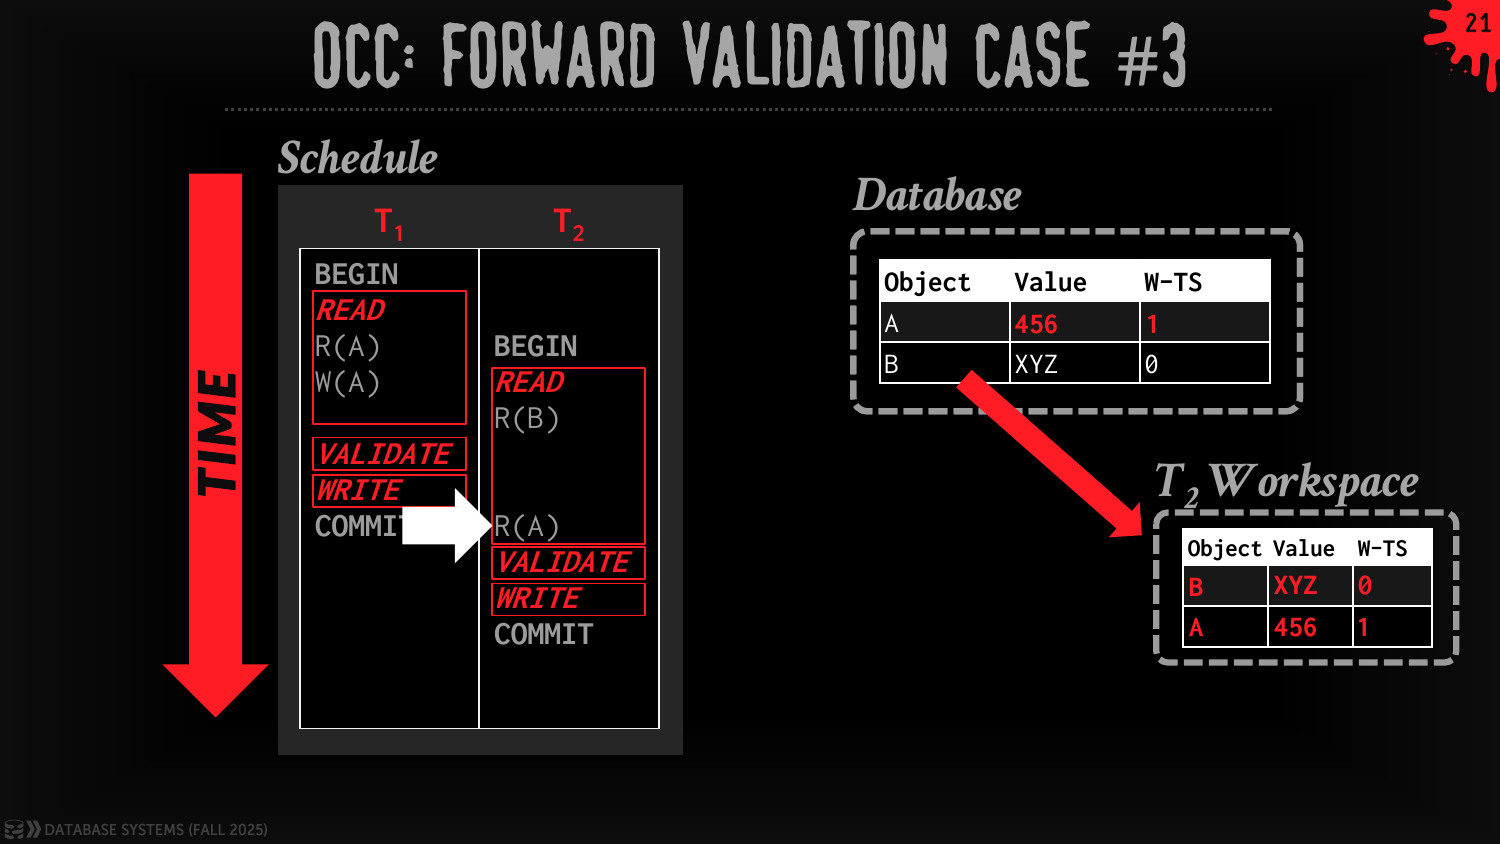 OCC: FORWARD VALIDATION CASE #3
21
Schedule
TIME
T1 T2
BEGIN
READ
R(A)
W(A)
VALIDATE
WRITE
BEGIN
READ
R(B)
R(A)
VALIDATE
WRITE
COMMIT
Database
Object Value W-TS
A 456 1
B XYZ 0
T2 Workspace
Object Value W-TS
B XYZ 0
A 456 1
DATABASE SYSTEMS (FALL 2025)